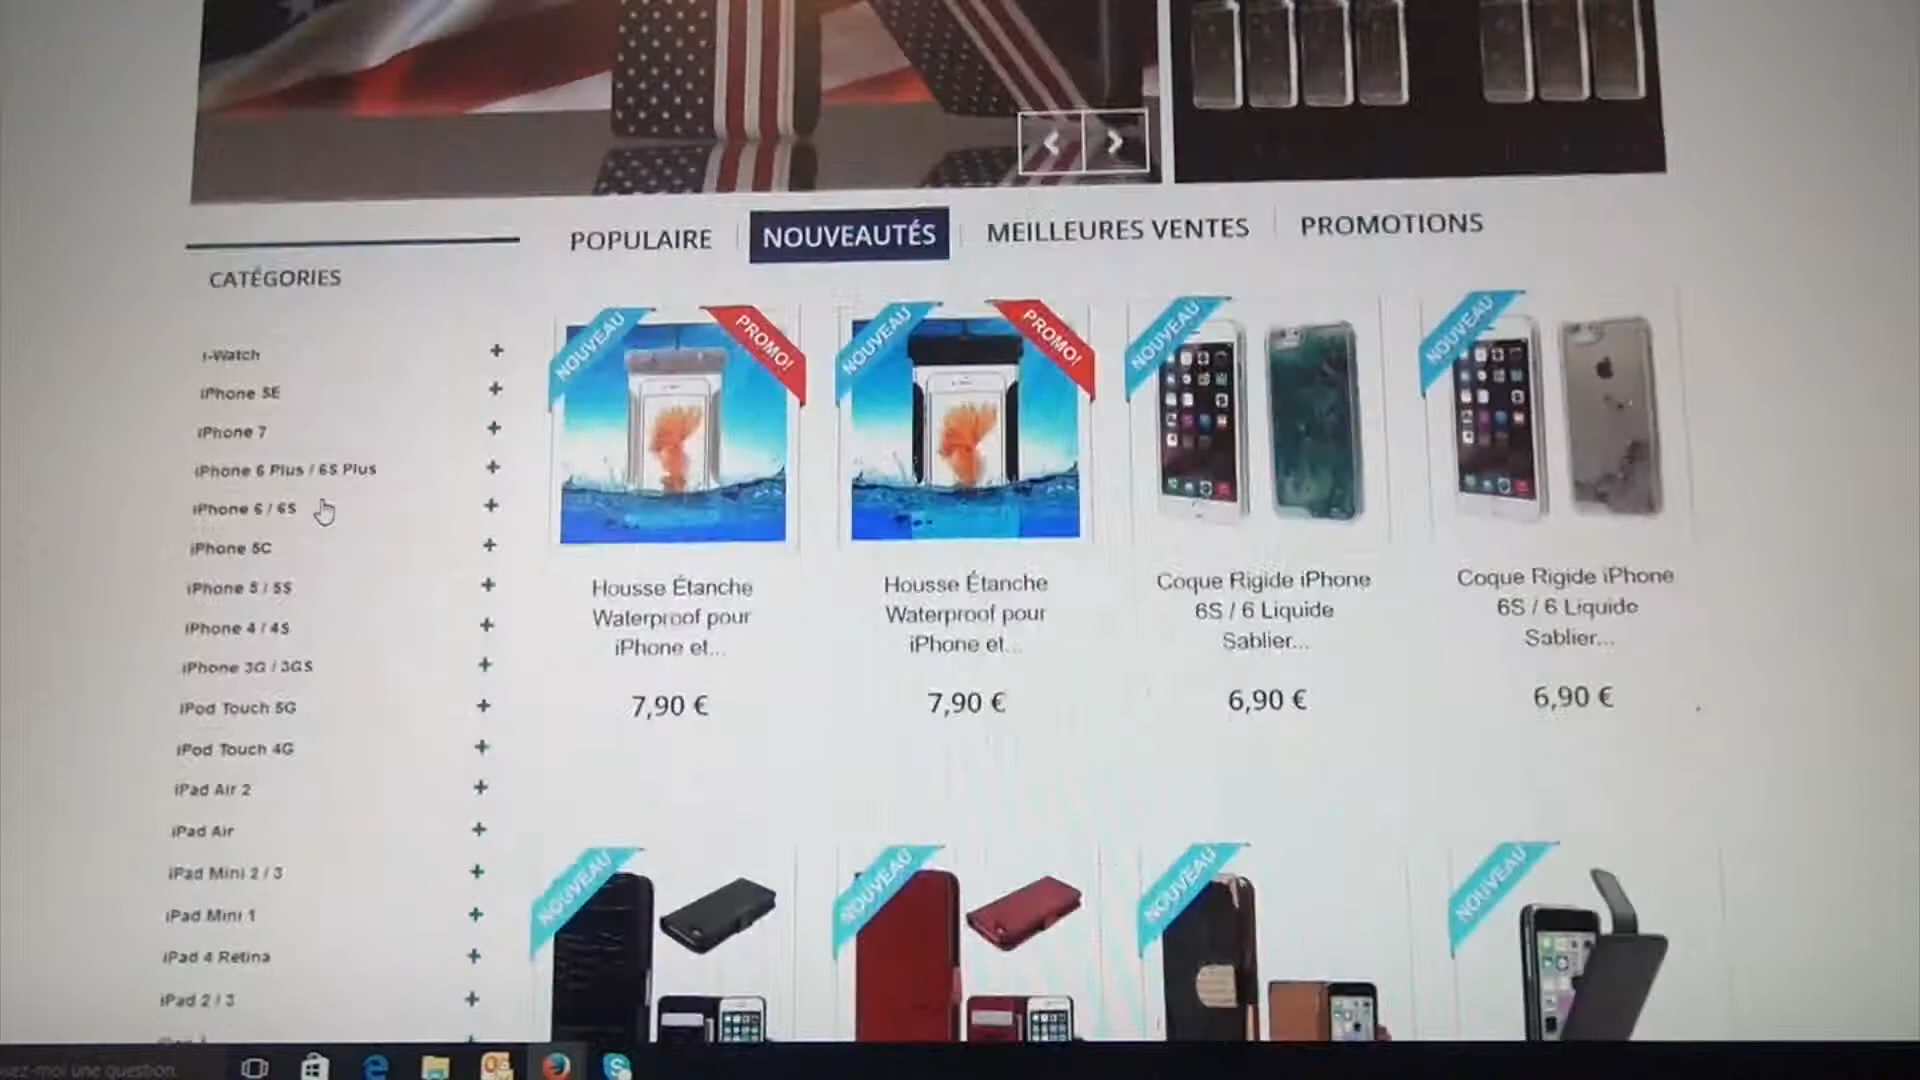 POPULAIRE
NOUVEAUTÉS
MEILLEURES VENTES
PROMOTIONS
CATÉGORIES
i-Watch
iPhone SE
iPhone 7
iPhone 6 Plus / 6S Plus
iPhone 6 / 6S
iPhone 5C
iPhone 5 / 5S
iPhone 4 / 4S
iPhone 3G / 3GS
iPod Touch 5G
iPod Touch 4G
iPad Air 2
iPad Air
iPad Mini 2 / 3
iPad Mini 1
iPad 4 Retina
iPad 2 / 3
NOUVEAU
PROMO!
Housse Étanche
Waterproof pour
iPhone et...
7,90 €
NOUVEAU
PROMO!
Housse Étanche
Waterproof pour
iPhone et...
7,90 €
NOUVEAU
Coque Rigide iPhone
6S / 6 Liquide
Sablier...
6,90 €
NOUVEAU
Coque Rigide iPhone
6S / 6 Liquide
Sablier...
6,90 €
NOUVEAU
NOUVEAU
NOUVEAU
NOUVEAU
moi une question.